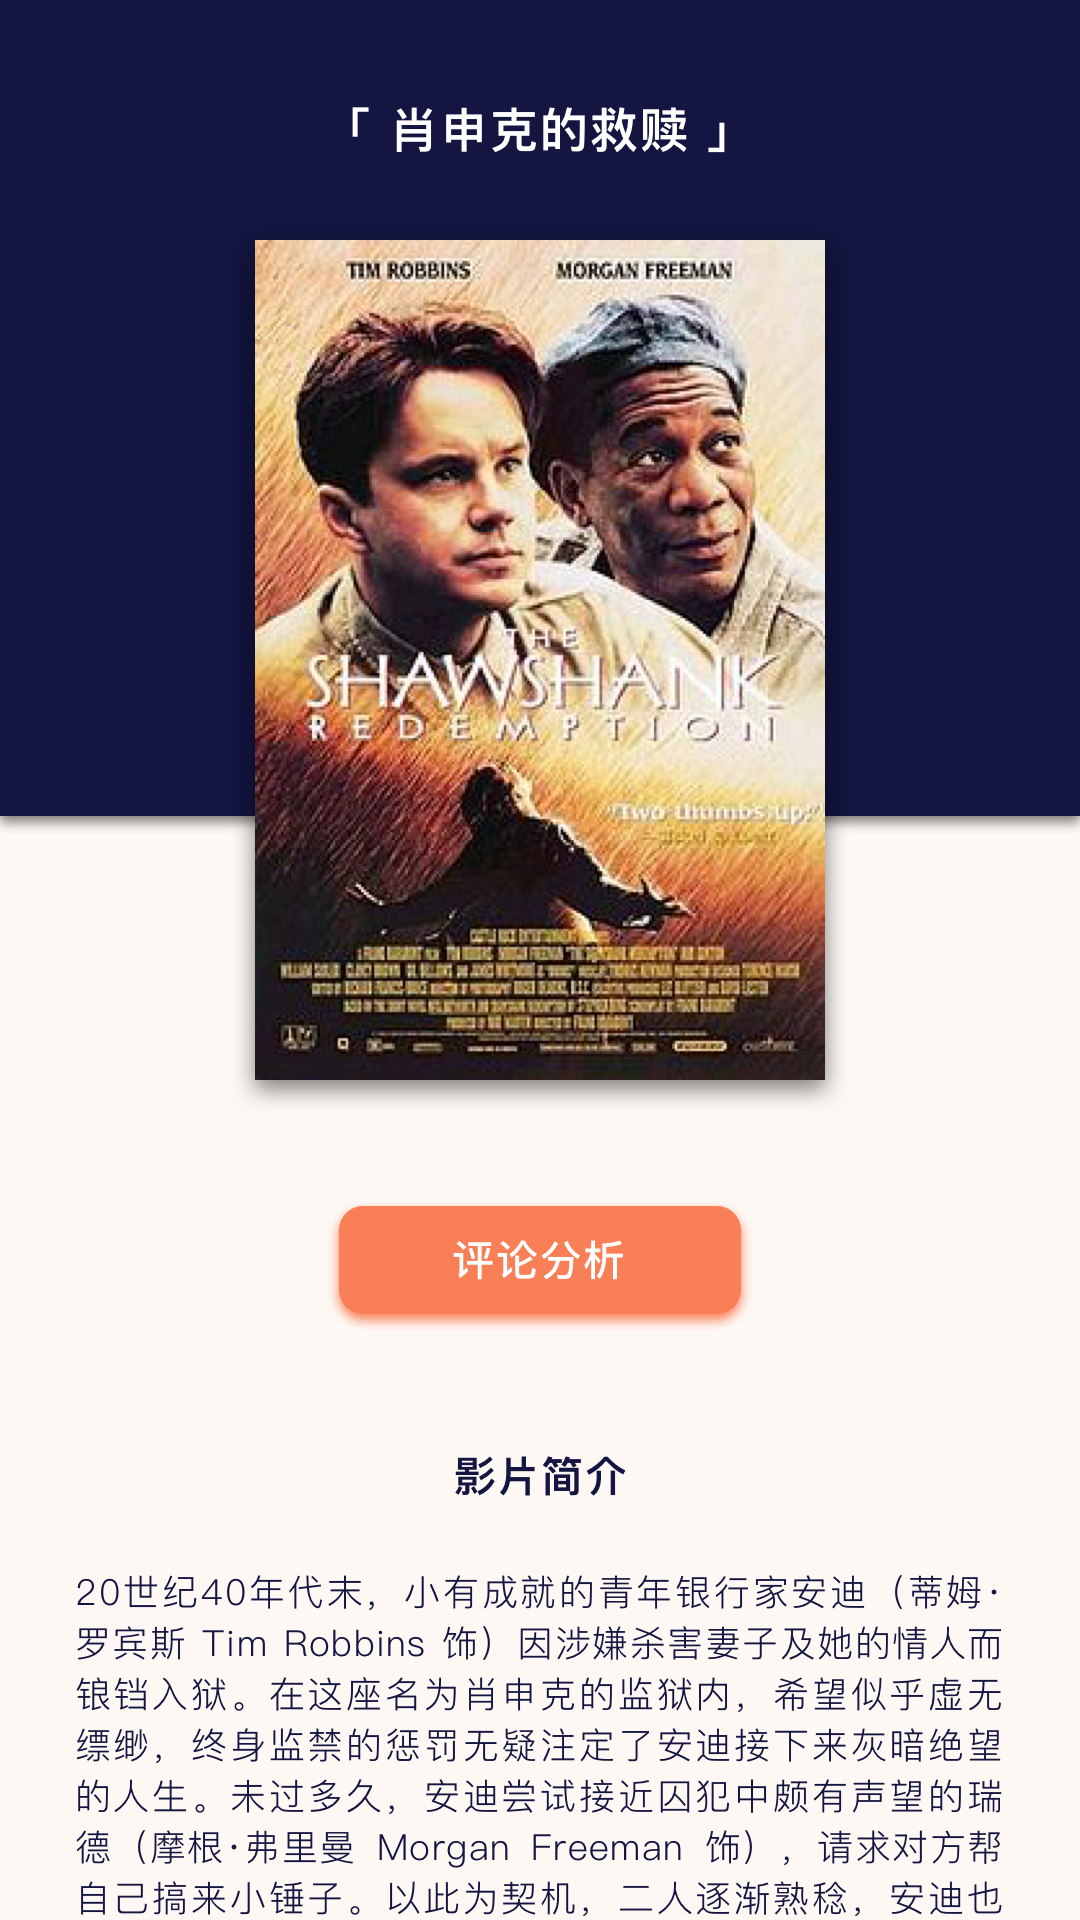 「 肖申克的救赎 」
TIM ROBBINS MORGAN FREEMAN
THE
SHAWSHANK
REDEMPTION
"Two thumbs up!"
评论分析
影片简介
20世纪40年代末，小有成就的青年银行家安迪（蒂姆·
罗宾斯 Tim Robbins 饰）因涉嫌杀害妻子及她的情人而
锒铛入狱。在这座名为肖申克的监狱内，希望似乎虚无
缥缈，终身监禁的惩罚无疑注定了安迪接下来灰暗绝望
的人生。未过多久，安迪尝试接近囚犯中颇有声望的瑞
德（摩根·弗里曼 Morgan Freeman 饰），请求对方帮
自己搞来小锤子。以此为契机，二人逐渐熟稔，安迪也